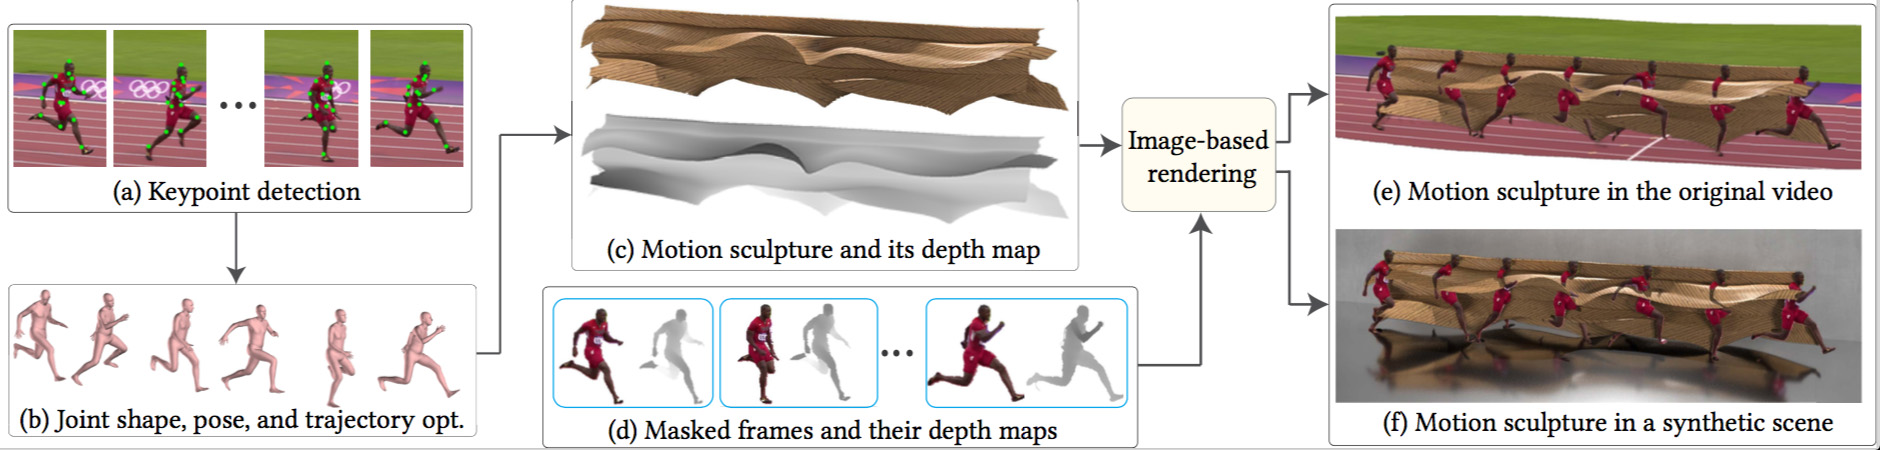 (a) Keypoint detection
(b) Joint shape, pose, and trajectory opt.
(c) Motion sculpture and its depth map
(d) Masked frames and their depth maps
Image-based
rendering
(e) Motion sculpture in the original video
(f) Motion sculpture in a synthetic scene